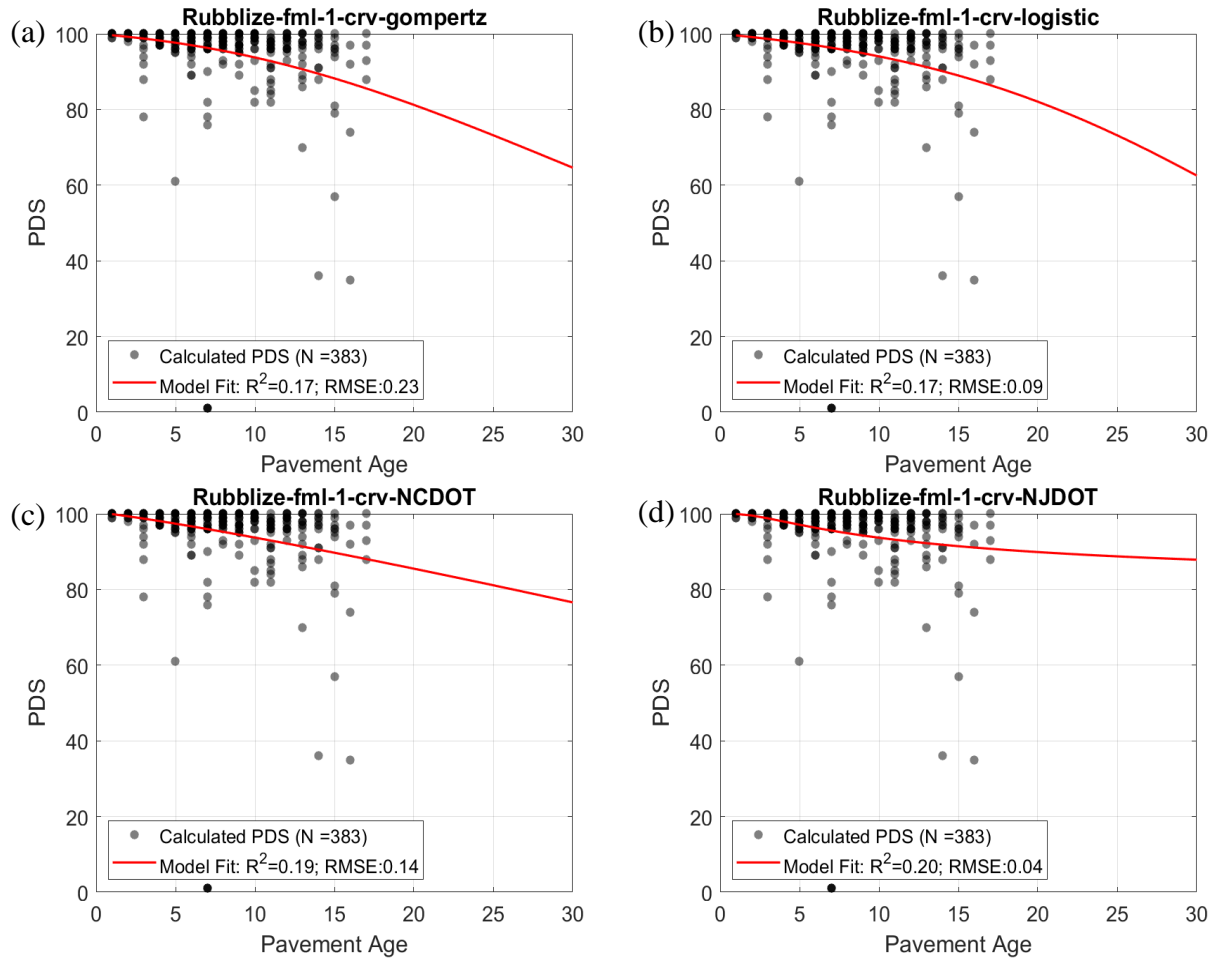 (a)
Rubblize-fml-1-crv-gompertz
100
80
60
40
20
0
PDS
Calculated PDS (N =383)
Model Fit: R²=0.17; RMSE:0.23
0 5 10 15 20 25 30
Pavement Age
(b)
Rubblize-fml-1-crv-logistic
100
80
60
40
20
0
PDS
Calculated PDS (N =383)
Model Fit: R²=0.17; RMSE:0.09
0 5 10 15 20 25 30
Pavement Age
(c)
Rubblize-fml-1-crv-NCDOT
100
80
60
40
20
0
PDS
Calculated PDS (N =383)
Model Fit: R²=0.19; RMSE:0.14
0 5 10 15 20 25 30
Pavement Age
(d)
Rubblize-fml-1-crv-NJDOT
100
80
60
40
20
0
PDS
Calculated PDS (N =383)
Model Fit: R²=0.20; RMSE:0.04
0 5 10 15 20 25 30
Pavement Age